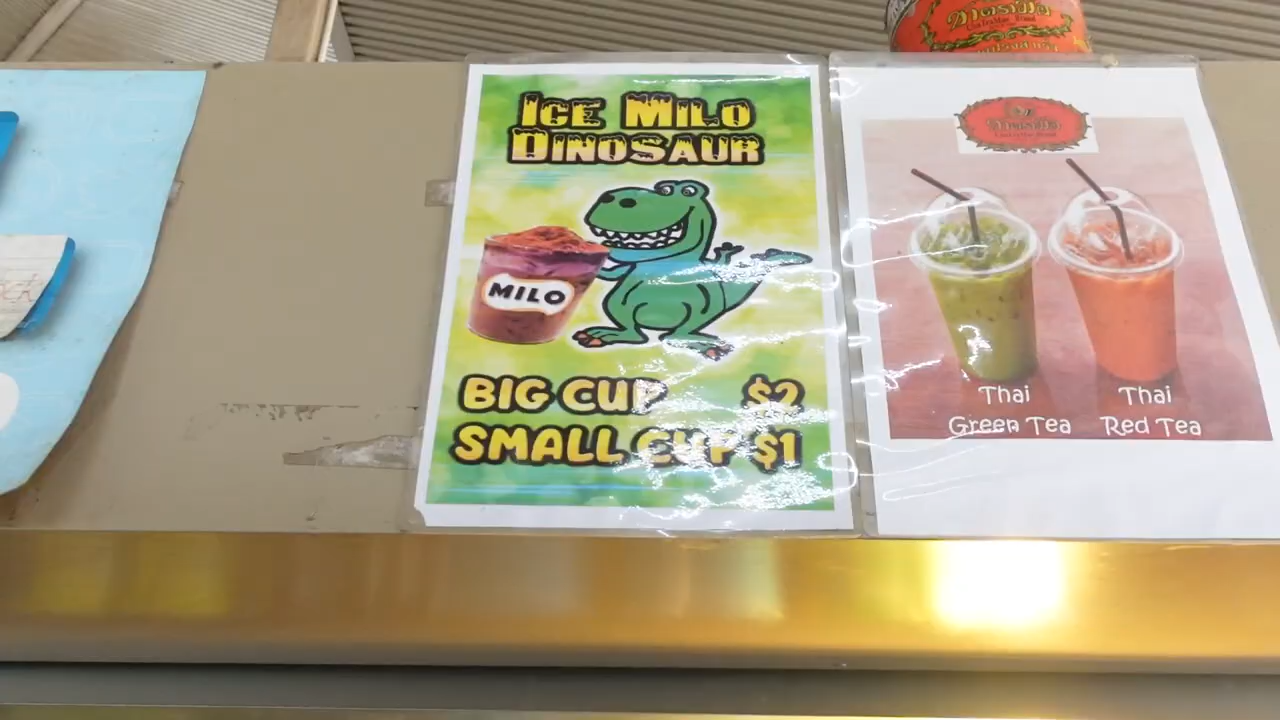 ICE MILO
DINOSAUR
MILO
BIG CUP $2
SMALL CUP $1
Thai
Green Tea
Thai
Red Tea